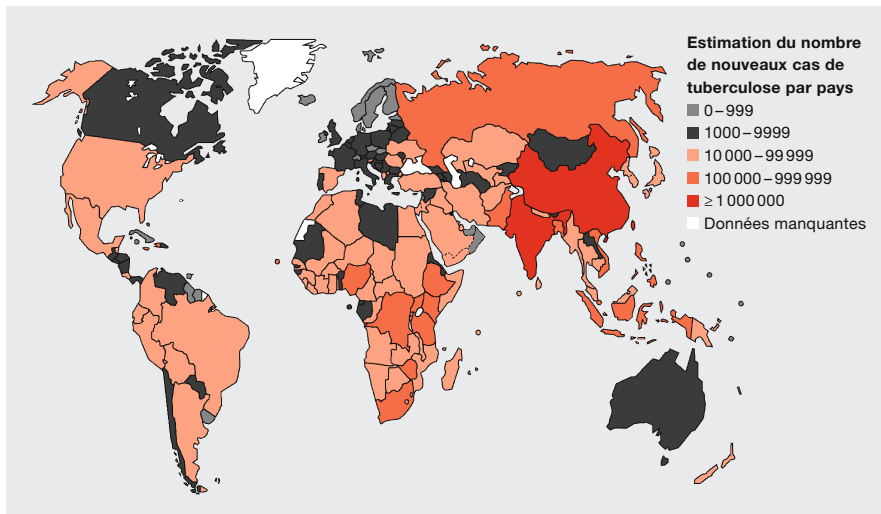 Estimation du nombre
de nouveaux cas de
tuberculose par pays
0–999
1000–9999
10 000–99 999
100 000–999 999
≥ 1 000 000
Données manquantes